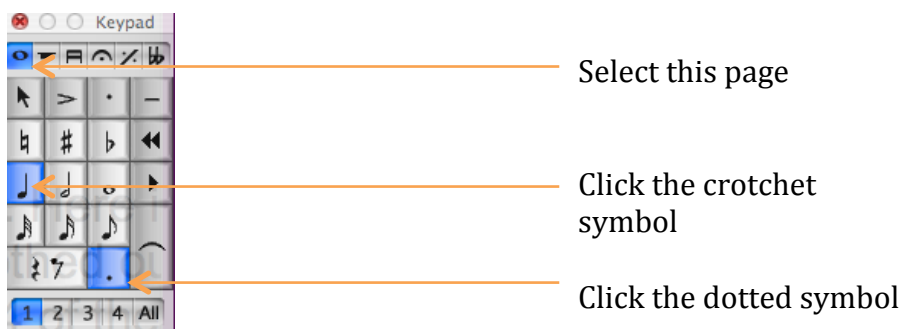 Keypad
Select this page
Click the crotchet
symbol
Click the dotted symbol
1 2 3 4 All